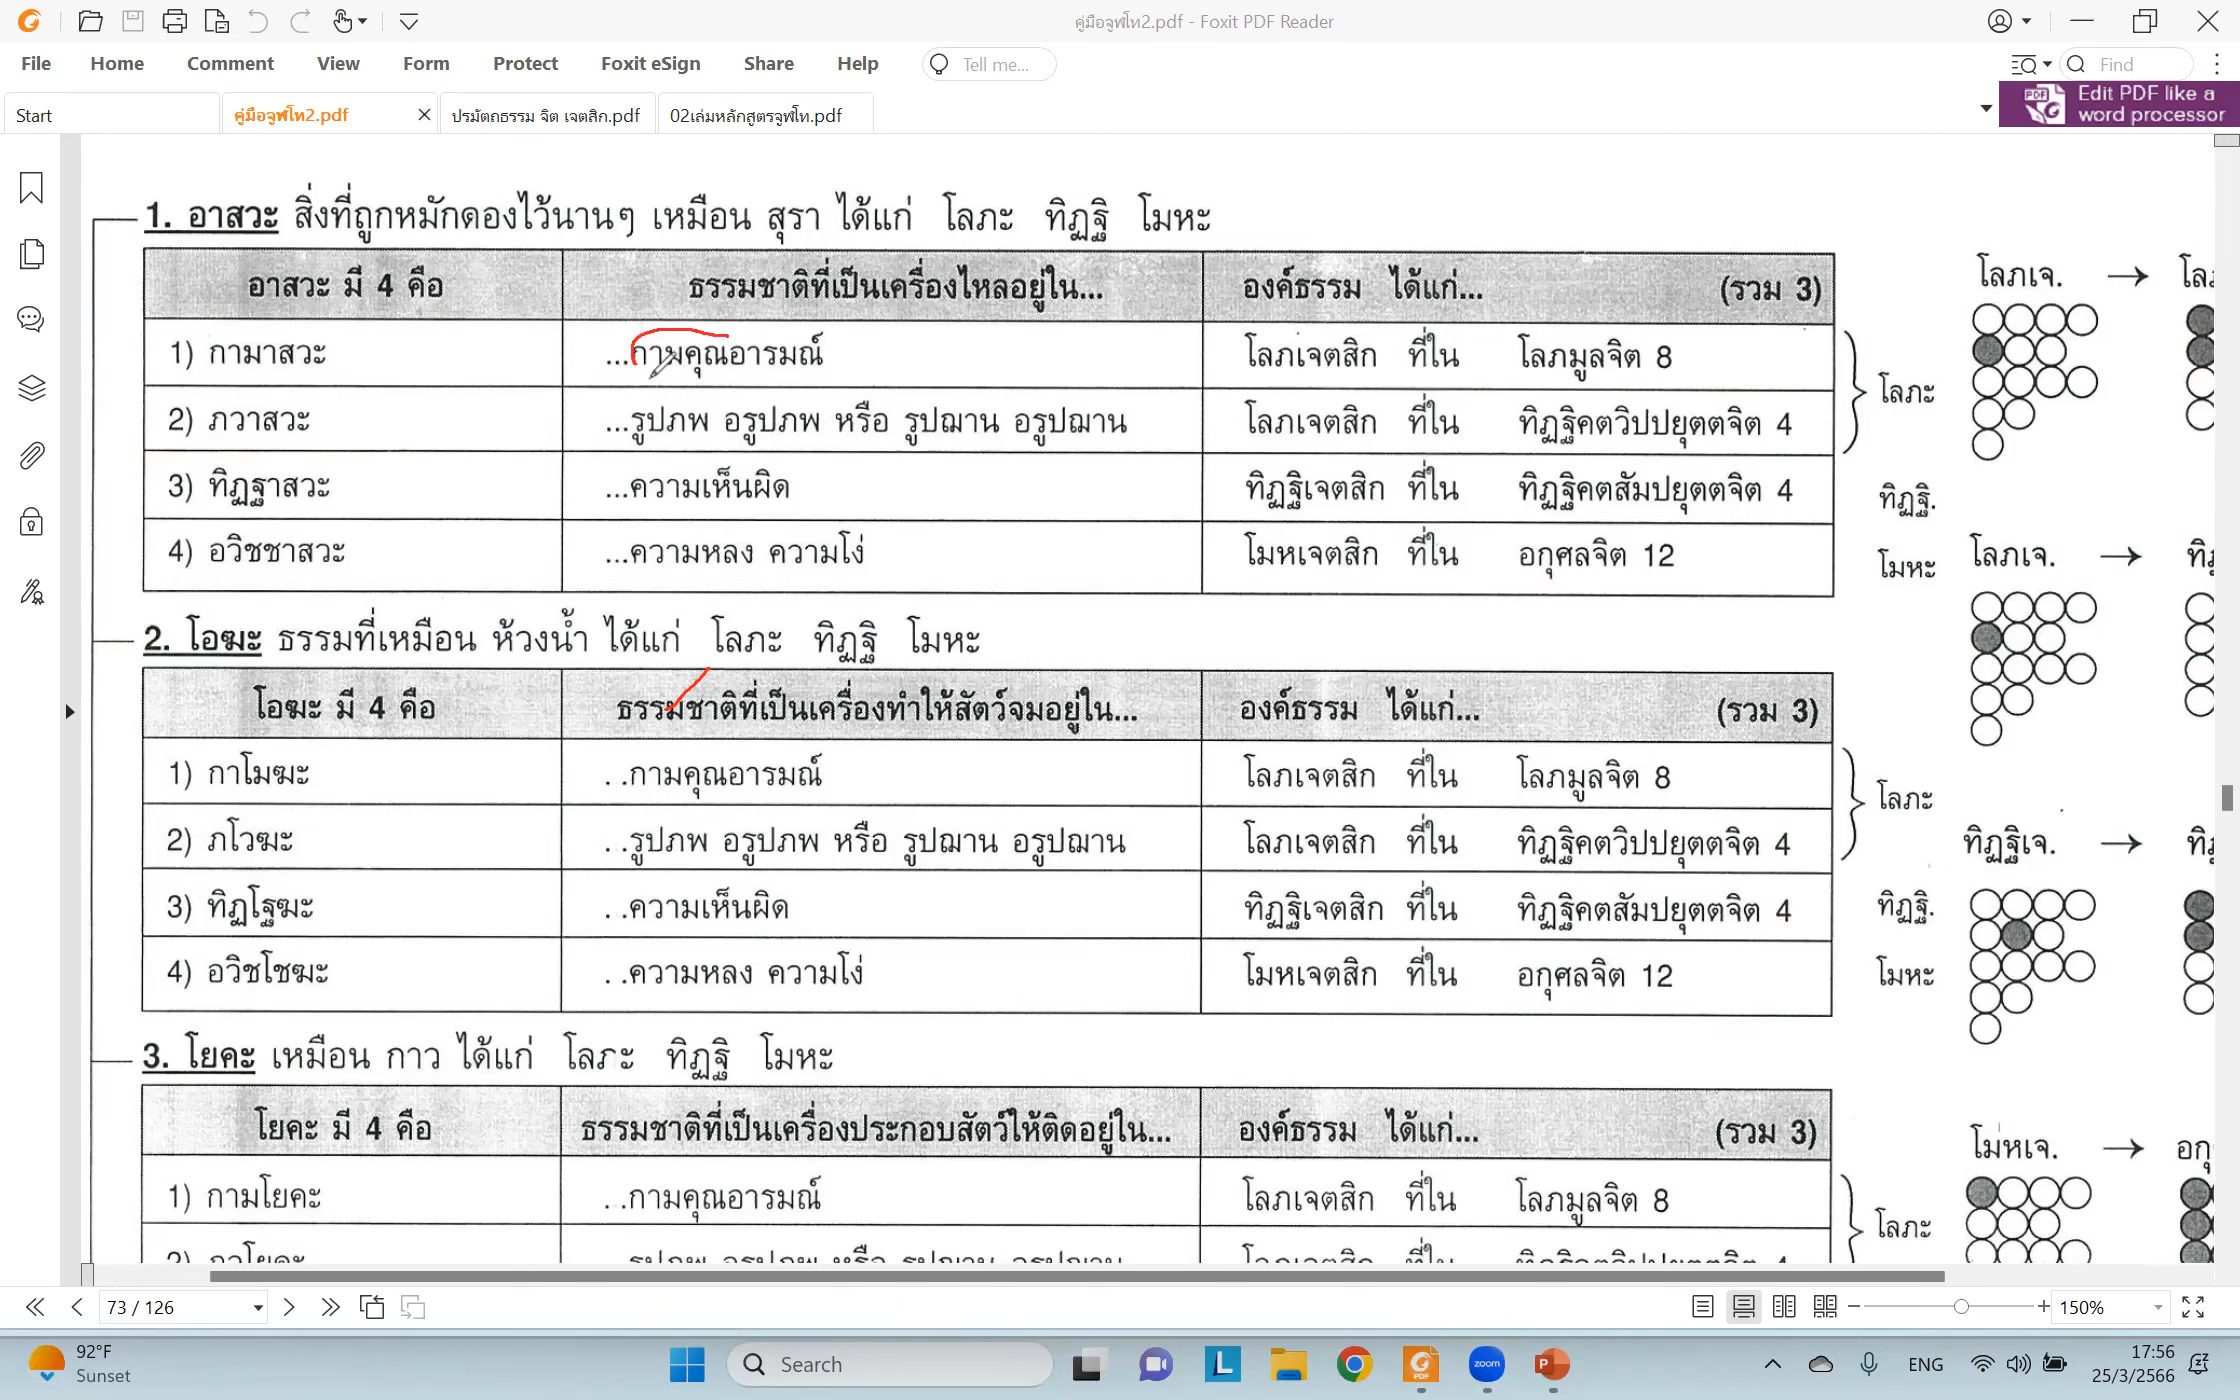 คู่มือจูฬโท2.pdf - Foxit PDF Reader
File Home Comment View Form Protect Foxit eSign Share Help Tell me... Find
Start คู่มือจูฬโท2.pdf ปรมัตถธรรม จิต เจตสิก.pdf 02เล่มหลักสูตรจูฬโท.pdf
Edit PDF like a
word processor
1. อาสวะ สิ่งที่ถูกหมักดองไว้นานๆ เหมือน สุรา ได้แก่ โลภะ ทิฏฐิ โมหะ
อาสวะ มี 4 คือ ธรรมชาติที่เป็นเครื่องไหลอยู่ใน... องค์ธรรม ได้แก่... (รวม 3)
1) กามาสวะ ...กามคุณอารมณ์ โลภเจตสิก ที่ใน โลภมูลจิต 8
2) ภวาสวะ ...รูปภพ อรูปภพ หรือ รูปฌาน อรูปฌาน โลภเจตสิก ที่ใน ทิฏฐิคตวิปปยุตตจิต 4
โลภะ
3) ทิฏฐาสวะ ...ความเห็นผิด ทิฏฐิเจตสิก ที่ใน ทิฏฐิคตสัมปยุตตจิต 4 ทิฏฐิ.
4) อวิชชาสวะ ...ความหลง ความโง่ โมหเจตสิก ที่ใน อกุศลจิต 12 โมหะ
โลภเจ. →
โลภเจ. →
2. โอฆะ ธรรมที่เหมือน ห้วงน้ำ ได้แก่ โลภะ ทิฏฐิ โมหะ
โอฆะ มี 4 คือ ธรรมชาติที่เป็นเครื่องทำให้สัตว์จมอยู่ใน... องค์ธรรม ได้แก่... (รวม 3)
1) กาโมฆะ . .กามคุณอารมณ์ โลภเจตสิก ที่ใน โลภมูลจิต 8
2) ภโวฆะ . .รูปภพ อรูปภพ หรือ รูปฌาน อรูปฌาน โลภเจตสิก ที่ใน ทิฏฐิคตวิปปยุตตจิต 4
โลภะ
3) ทิฏโฐฆะ . .ความเห็นผิด ทิฏฐิเจตสิก ที่ใน ทิฏฐิคตสัมปยุตตจิต 4 ทิฏฐิ.
4) อวิชโชฆะ . .ความหลง ความโง่ โมหเจตสิก ที่ใน อกุศลจิต 12 โมหะ
ทิฏฐิเจ. →
3. โยคะ เหมือน กาว ได้แก่ โลภะ ทิฏฐิ โมหะ
โยคะ มี 4 คือ ธรรมชาติที่เป็นเครื่องประกอบสัตว์ให้ติดอยู่ใน... องค์ธรรม ได้แก่... (รวม 3)
1) กามโยคะ ...กามคุณอารมณ์ โลภเจตสิก ที่ใน โลภมูลจิต 8
โลภะ
โมหเจ. →
73 / 126 150%
92°F
Sunset
Search
L
zoom
ENG
17:56
25/3/2566